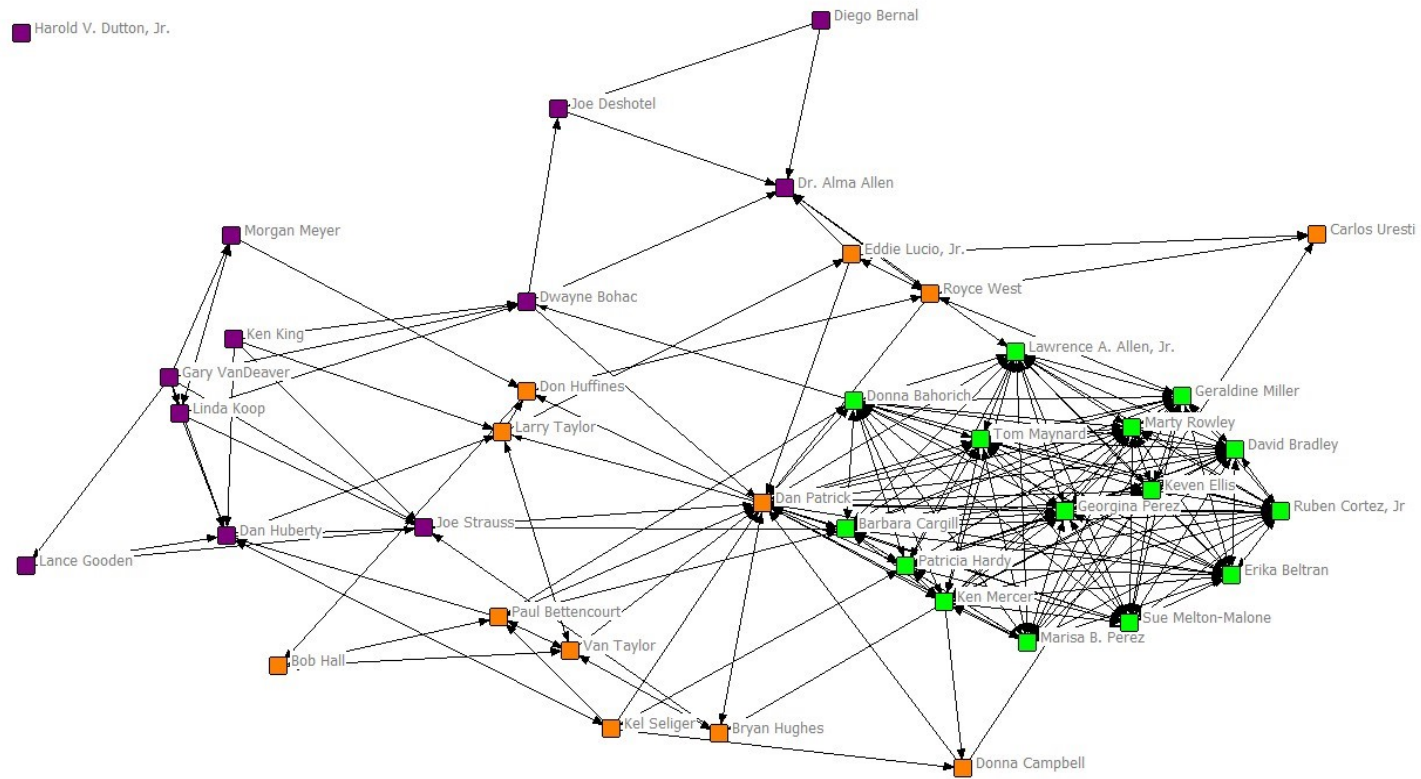 Harold V. Dutton, Jr.
Diego Bernal
Joe Deshotel
Dr. Alma Allen
Morgan Meyer
Carlos Uresti
Eddie Lucio, Jr.
Royce West
Dwayne Bohac
Ken King
Lawrence A. Allen, Jr.
Gary VanDeaver
Don Huffines
Geraldine Miller
Donna Bahorich
Linda Koop
Marty Rowley
Larry Taylor
Tom Maynard
David Bradley
Keven Ellis
Dan Patrick
Georgina Perez
Ruben Cortez, Jr
Joe Strauss
Barbara Cargill
Dan Huberty
Lance Gooden
Patricia Hardy
Erika Beltran
Ken Mercer
Paul Bettencourt
Sue Melton-Malone
Marisa B. Perez
Van Taylor
Bob Hall
Kel Seliger
Bryan Hughes
Donna Campbell